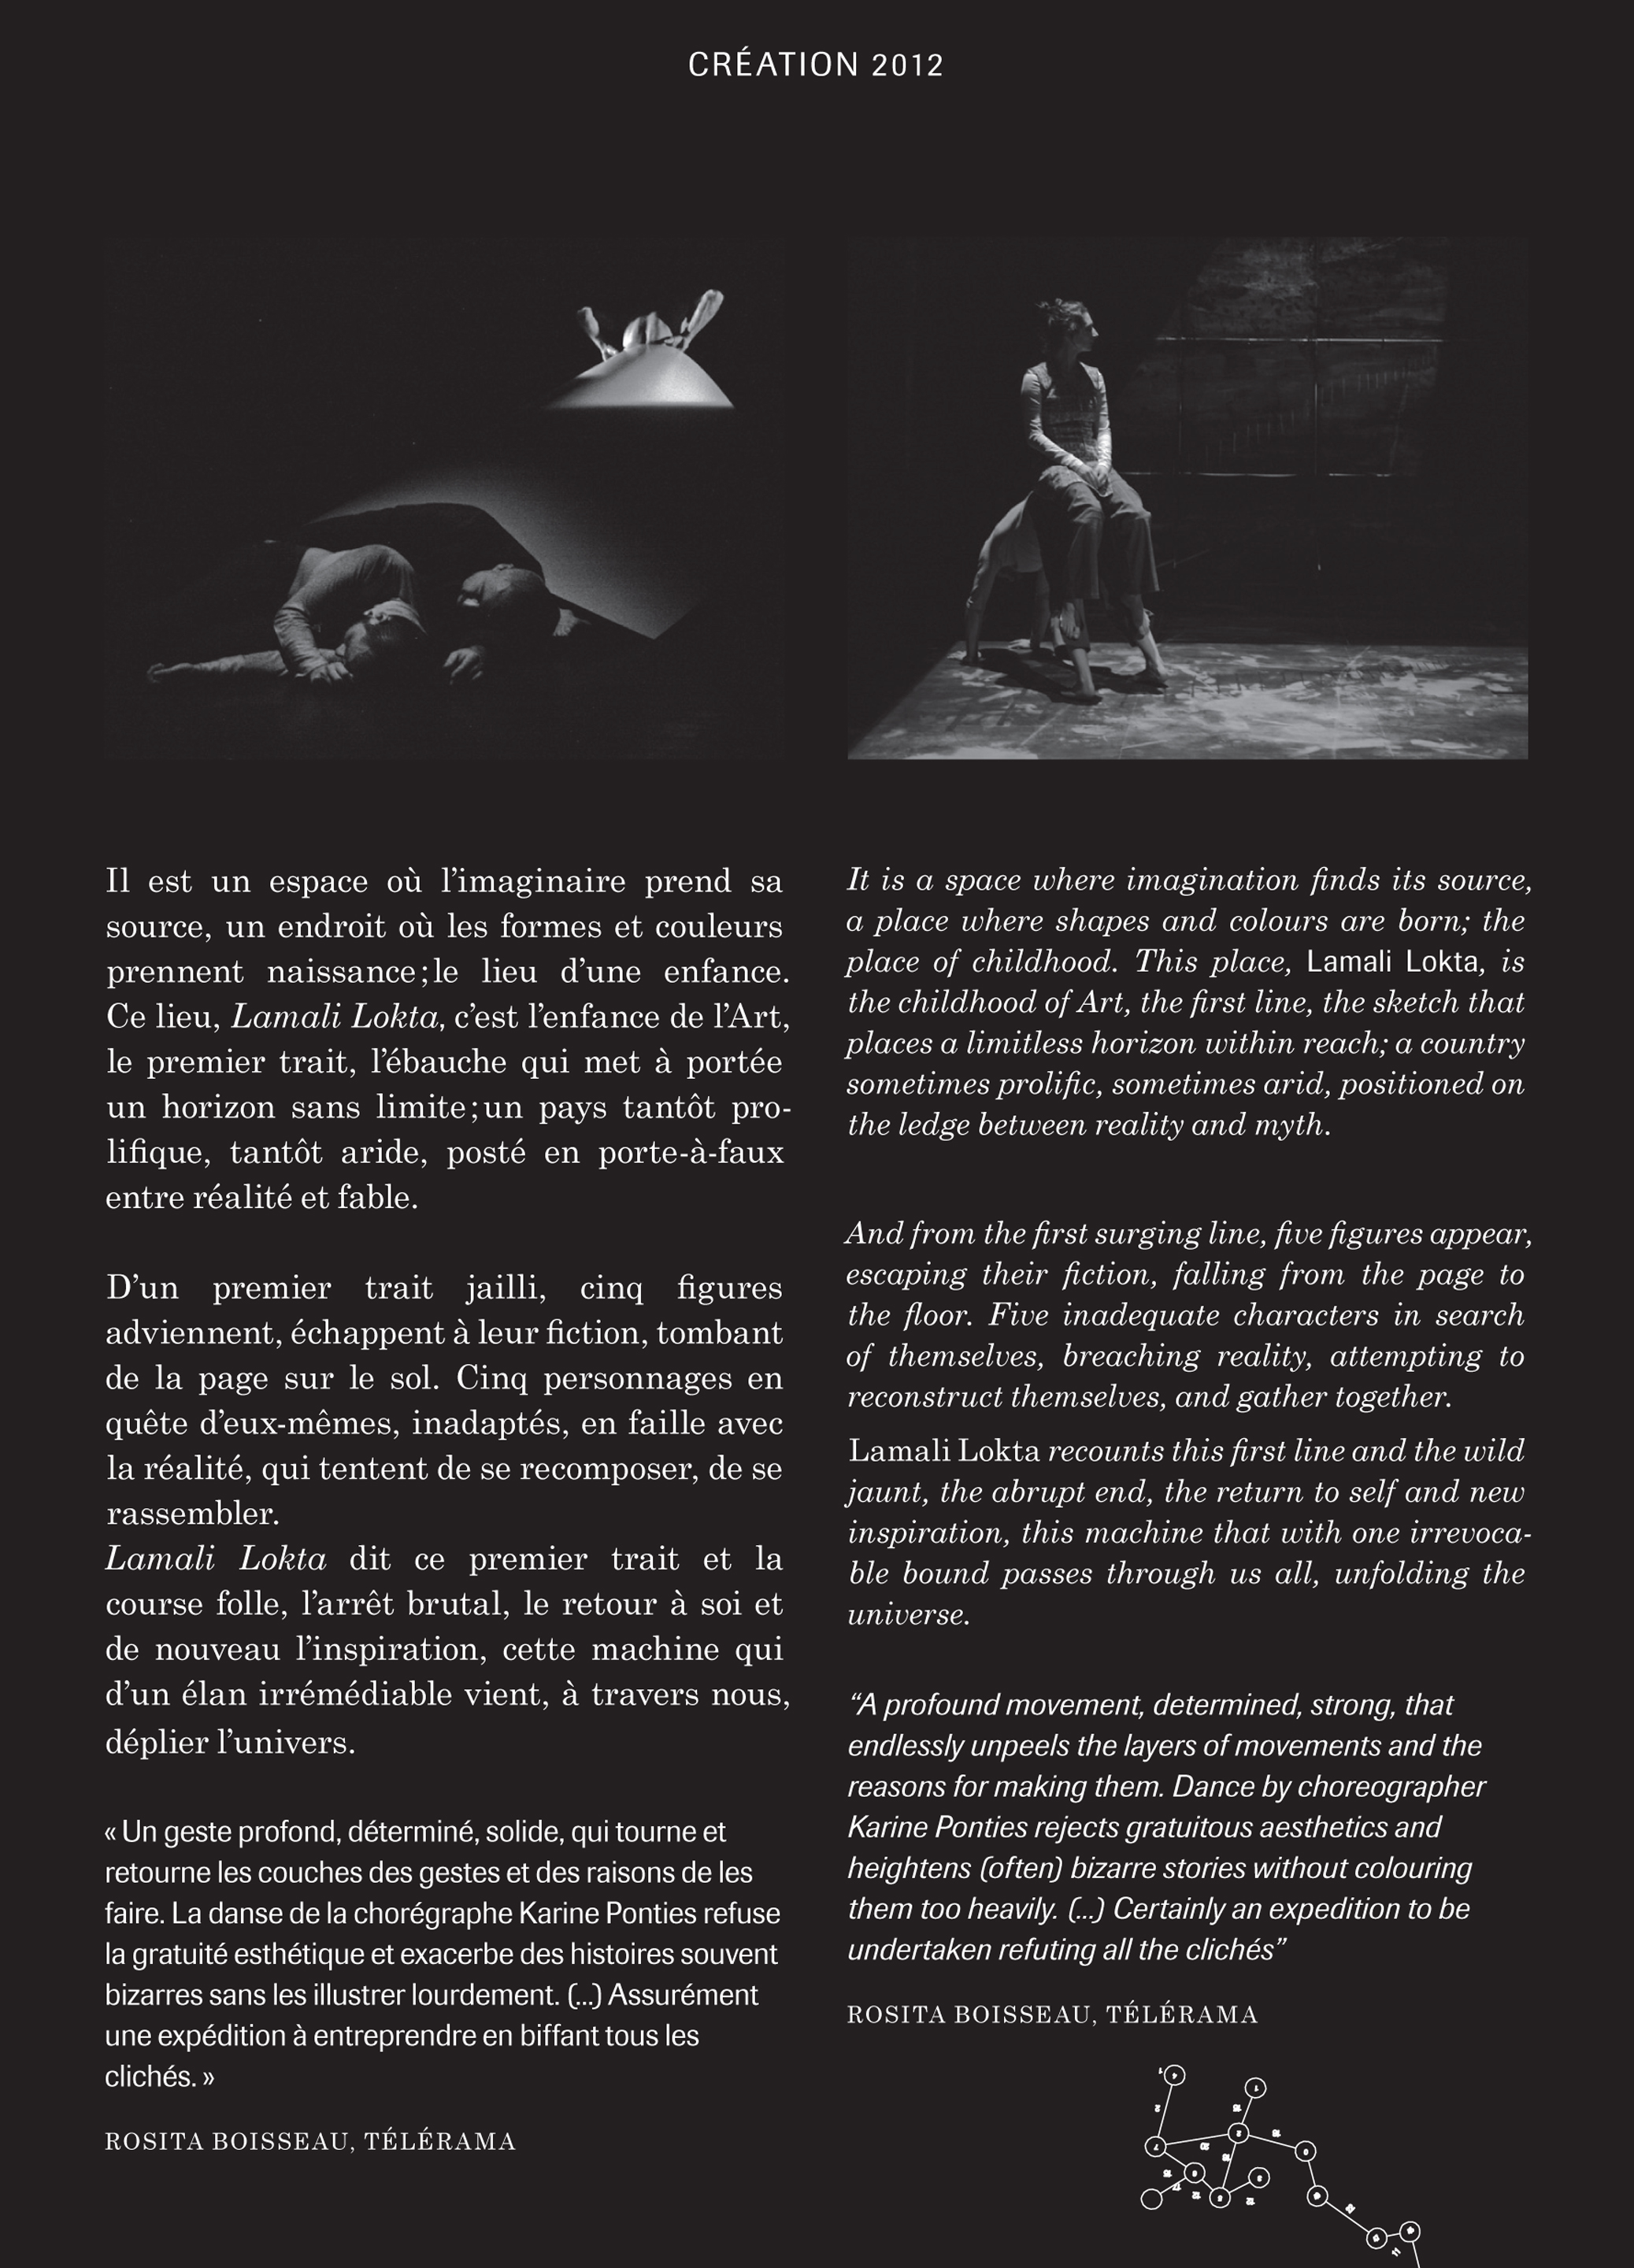 CRÉATION 2012
Il est un espace où l’imaginaire prend sa
source, un endroit où les formes et couleurs
prennent naissance ; le lieu d’une enfance.
Ce lieu, Lamali Lokta, c’est l’enfance de l’Art,
le premier trait, l’ébauche qui met à portée
un horizon sans limite ; un pays tantôt pro-
lifique, tantôt aride, posté en porte-à-faux
entre réalité et fable.
D’un premier trait jailli, cinq figures
adviennent, échappent à leur fiction, tombant
de la page sur le sol. Cinq personnages en
quête d’eux-mêmes, inadaptés, en faille avec
la réalité, qui tentent de se recomposer, de se
rassembler.
Lamali Lokta dit ce premier trait et la
course folle, l’arrêt brutal, le retour à soi et
de nouveau l’inspiration, cette machine qui
d’un élan irrémédiable vient, à travers nous,
déplier l’univers.
« Un geste profond, déterminé, solide, qui tourne et
retourne les couches des gestes et des raisons de les
faire. La danse de la chorégraphe Karine Ponties refuse
la gratuité esthétique et exacerbe des histoires souvent
bizarres sans les illustrer lourdement. (...) Assurément
une expédition à entreprendre en biffant tous les
clichés. »
ROSITA BOISSEAU, TÉLÉRAMA
It is a space where imagination finds its source,
a place where shapes and colours are born; the
place of childhood. This place, Lamali Lokta, is
the childhood of Art, the first line, the sketch that
places a limitless horizon within reach; a country
sometimes prolific, sometimes arid, positioned on
the ledge between reality and myth.
And from the first surging line, five figures appear,
escaping their fiction, falling from the page to
the floor. Five inadequate characters in search
of themselves, breaching reality, attempting to
reconstruct themselves, and gather together.
Lamali Lokta recounts this first line and the wild
jaunt, the abrupt end, the return to self and new
inspiration, this machine that with one irrevoca-
ble bound passes through us all, unfolding the
universe.
“A profound movement, determined, strong, that
endlessly unpeels the layers of movements and the
reasons for making them. Dance by choreographer
Karine Ponties rejects gratuitous aesthetics and
heightens (often) bizarre stories without colouring
them too heavily. (...) Certainly an expedition to be
undertaken refuting all the clichés”
ROSITA BOISSEAU, TÉLÉRAMA